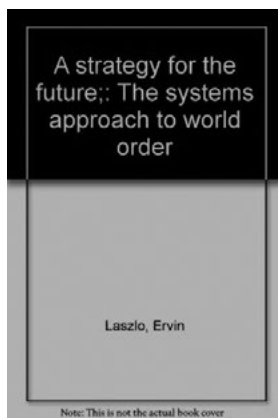 A strategy for the
future;: The systems
approach to world
order
Laszlo, Ervin
Note: This is not the actual book cover